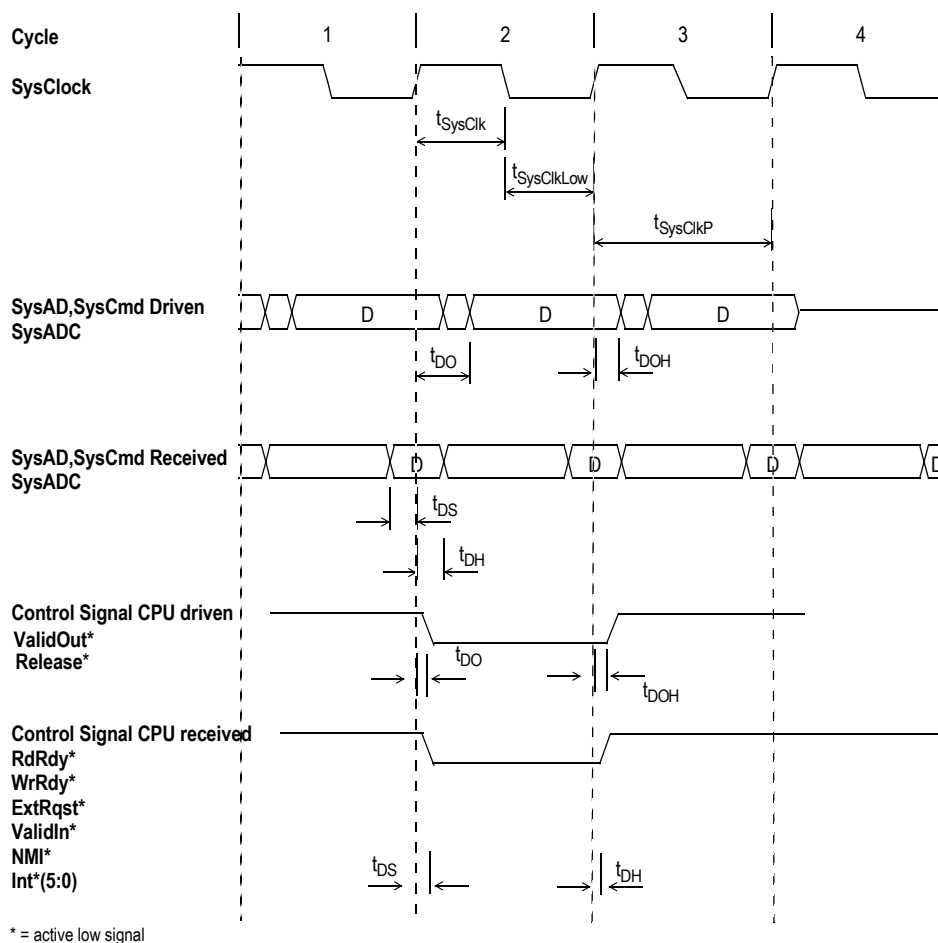 Cycle 1 2 3 4
SysClock
tSysClk
tSysClkLow
tSysClkP
SysAD,SysCmd Driven
SysADC
D D D
tDO tDOH
SysAD,SysCmd Received
SysADC
D D D D
tDS
tDH
Control Signal CPU driven
ValidOut*
Release*
tDO
tDOH
Control Signal CPU received
RdRdy*
WrRdy*
ExtRqst*
ValidIn*
NMI*
Int*(5:0)
tDS tDH
* = active low signal